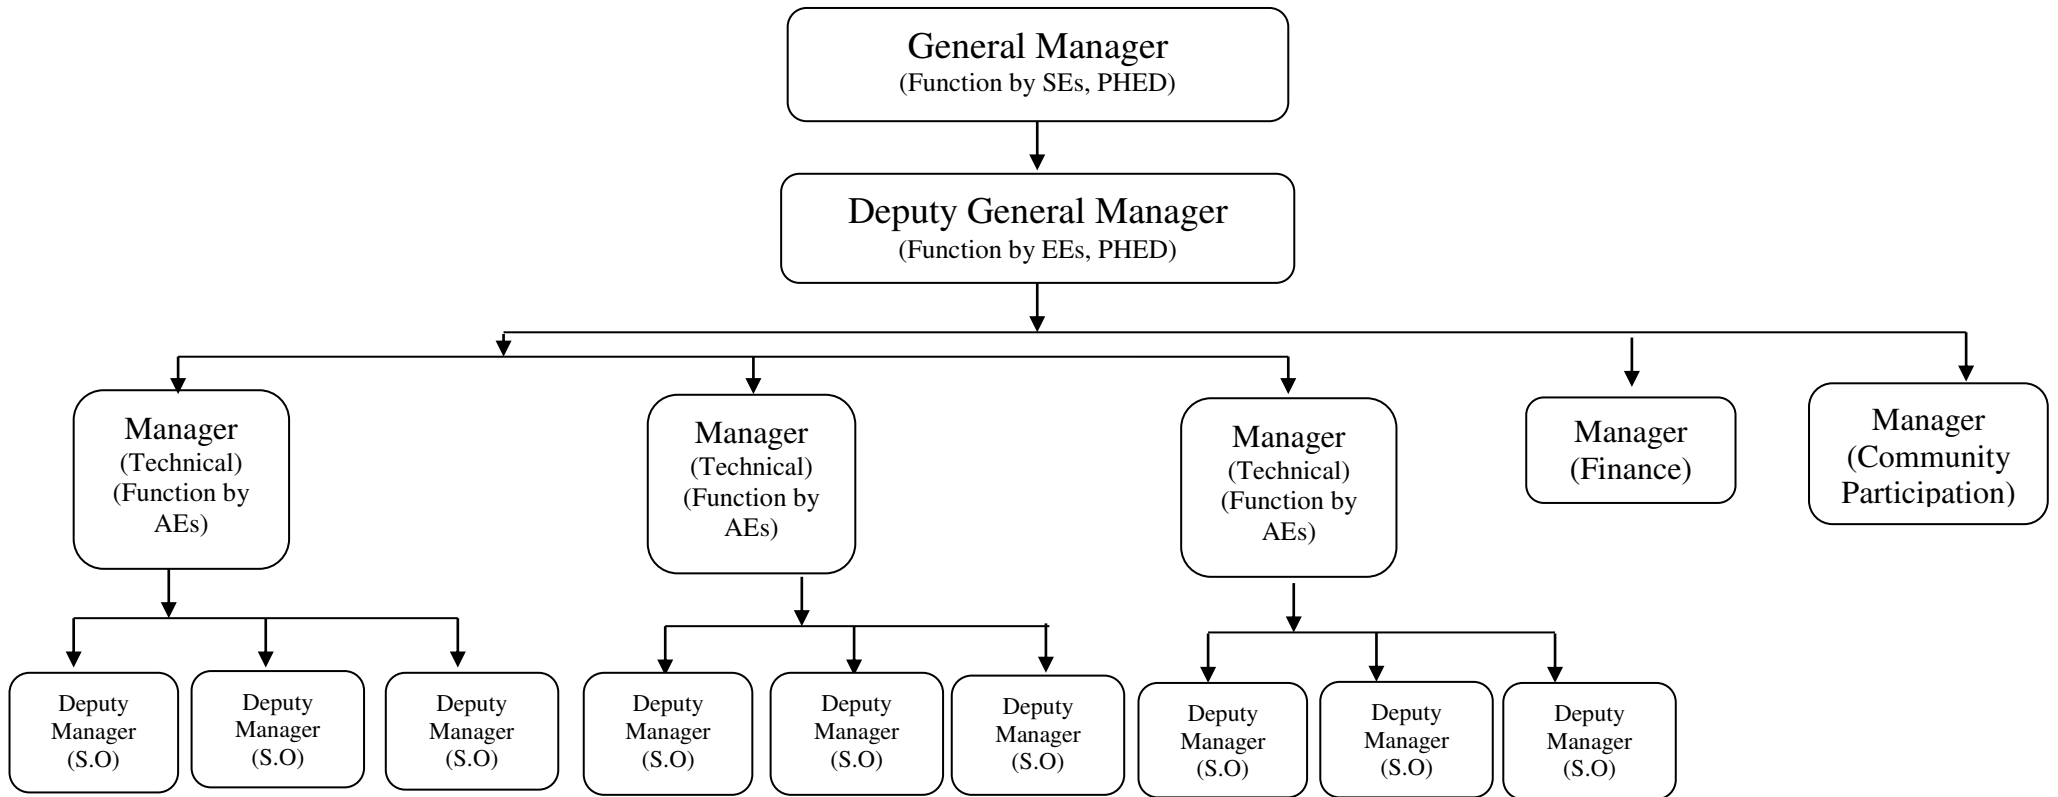 General Manager
(Function by SEs, PHED)
Deputy General Manager
(Function by EEs, PHED)
Manager
(Technical)
(Function by
AEs)
Manager
(Technical)
(Function by
AEs)
Manager
(Technical)
(Function by
AEs)
Manager
(Finance)
Manager
(Community
Participation)
Deputy
Manager
(S.O)
Deputy
Manager
(S.O)
Deputy
Manager
(S.O)
Deputy
Manager
(S.O)
Deputy
Manager
(S.O)
Deputy
Manager
(S.O)
Deputy
Manager
(S.O)
Deputy
Manager
(S.O)
Deputy
Manager
(S.O)